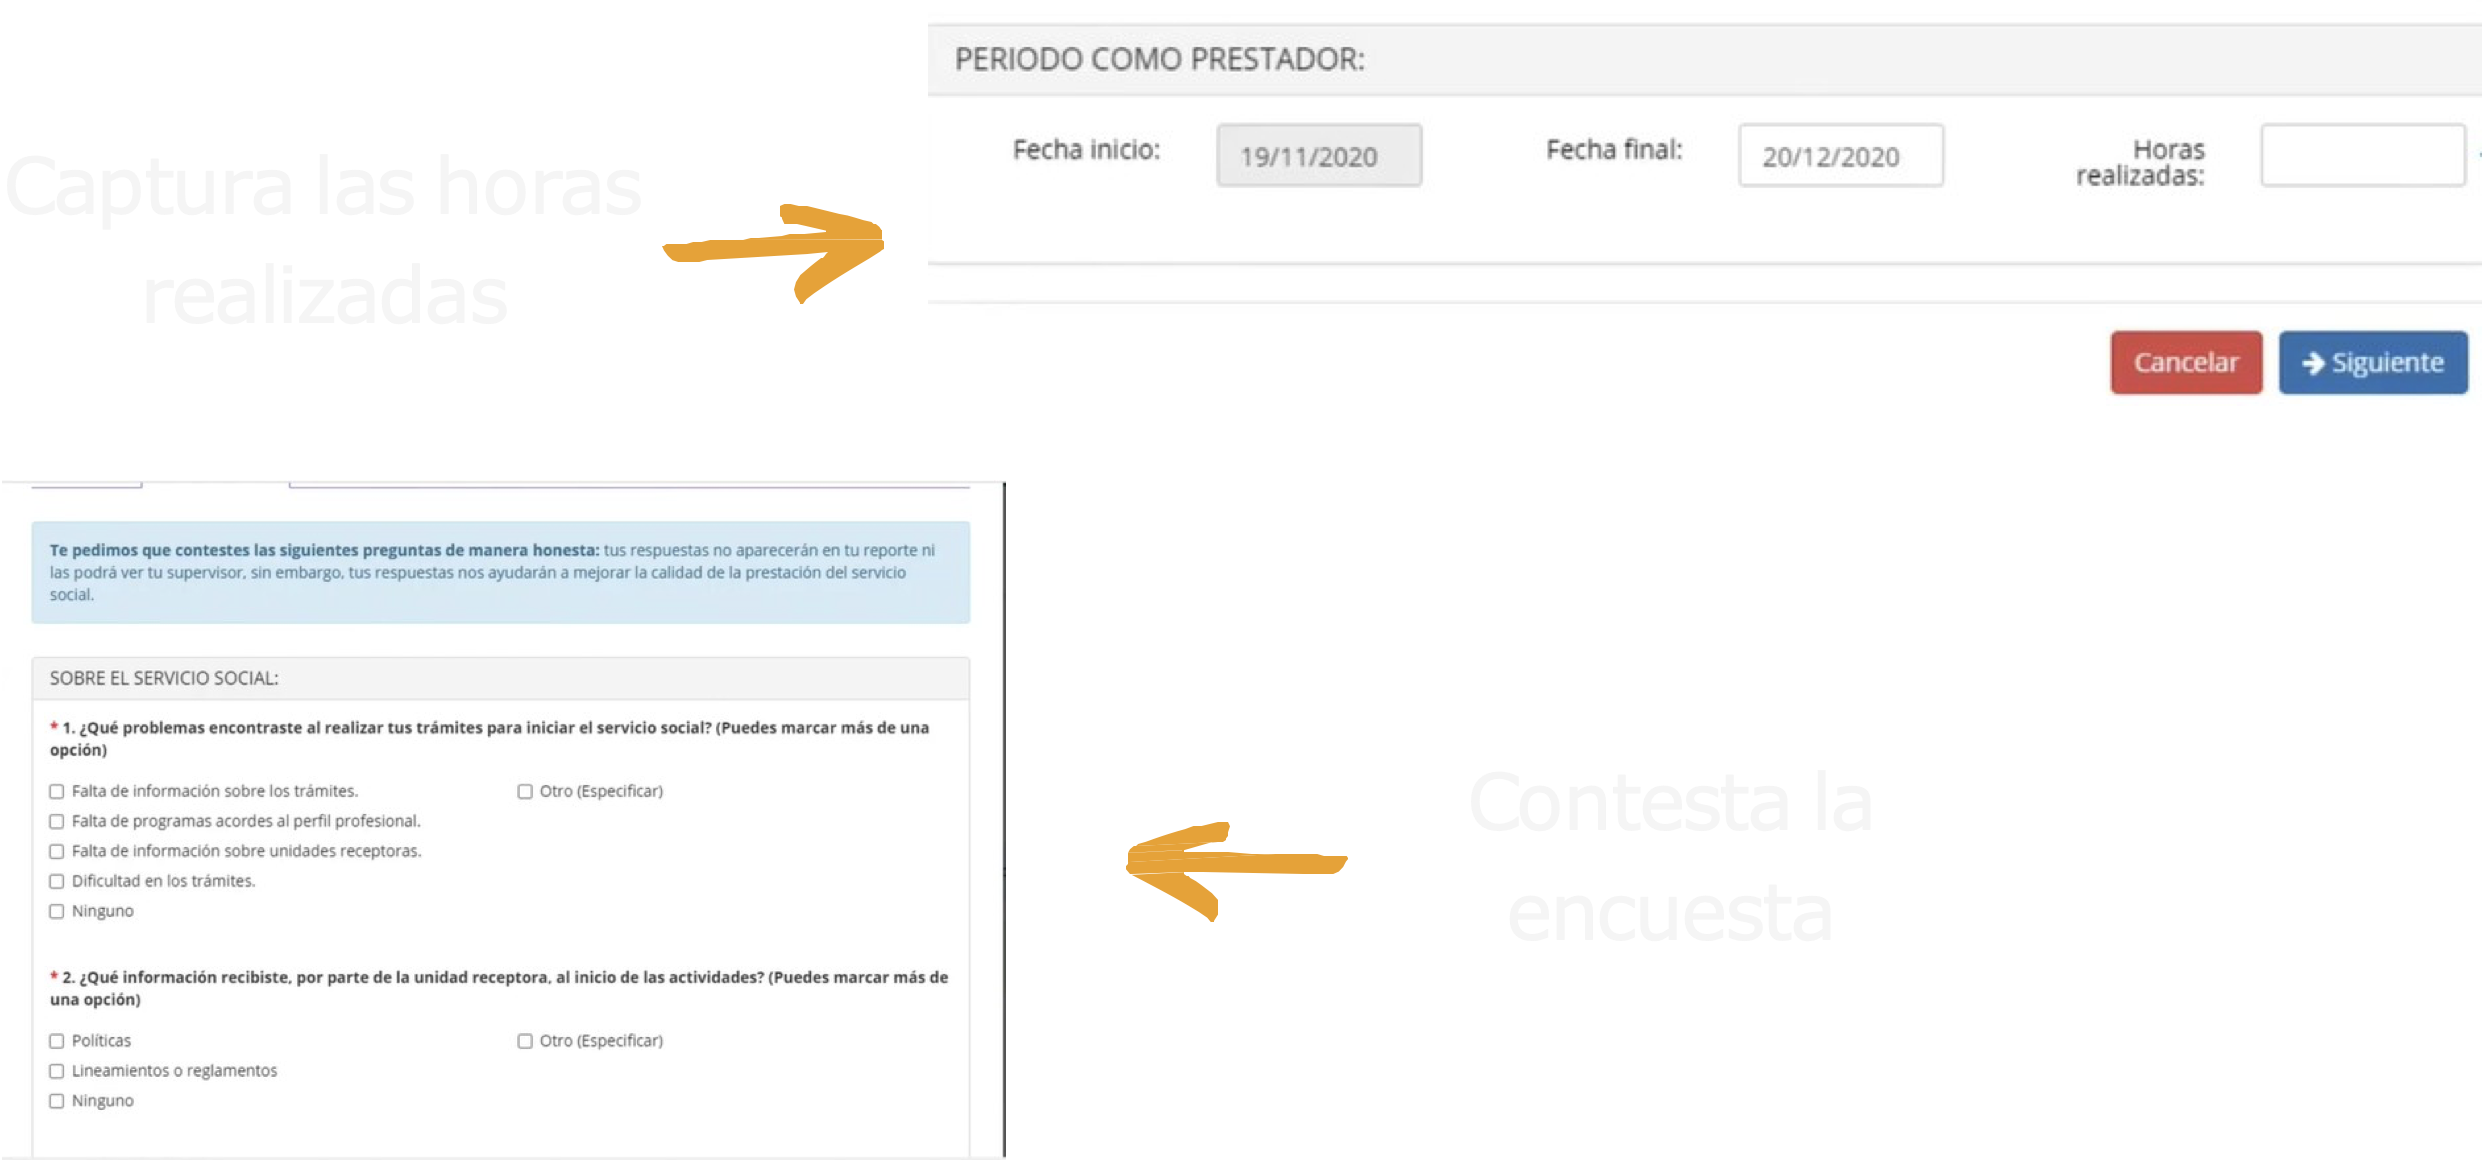 PERIODO COMO PRESTADOR:
Fecha inicio:
19/11/2020
Fecha final:
20/12/2020
Horas
realizadas:
Captura las horas
realizadas
Cancelar
Siguiente
Te pedimos que contestes las siguientes preguntas de manera honesta: tus respuestas no aparecerán en tu reporte ni
las podrá ver tu supervisor, sin embargo, tus respuestas nos ayudarán a mejorar la calidad de la prestación del servicio
social.
SOBRE EL SERVICIO SOCIAL:
* 1. ¿Qué problemas encontraste al realizar tus trámites para iniciar el servicio social? (Puedes marcar más de una
opción)
Falta de información sobre los trámites.
Otro (Especificar)
Falta de programas acordes al perfil profesional.
Falta de información sobre unidades receptoras.
Dificultad en los trámites.
Ninguno
* 2. ¿Qué información recibiste, por parte de la unidad receptora, al inicio de las actividades? (Puedes marcar más de
una opción)
Políticas
Otro (Especificar)
Lineamientos o reglamentos
Ninguno
Contesta la
encuesta